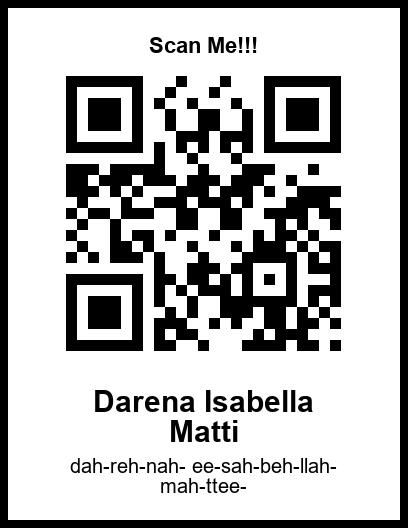 Scan Me!!!
Darena Isabella
Matti
dah-reh-nah- ee-sah-beh-llah-
mah-ttee-